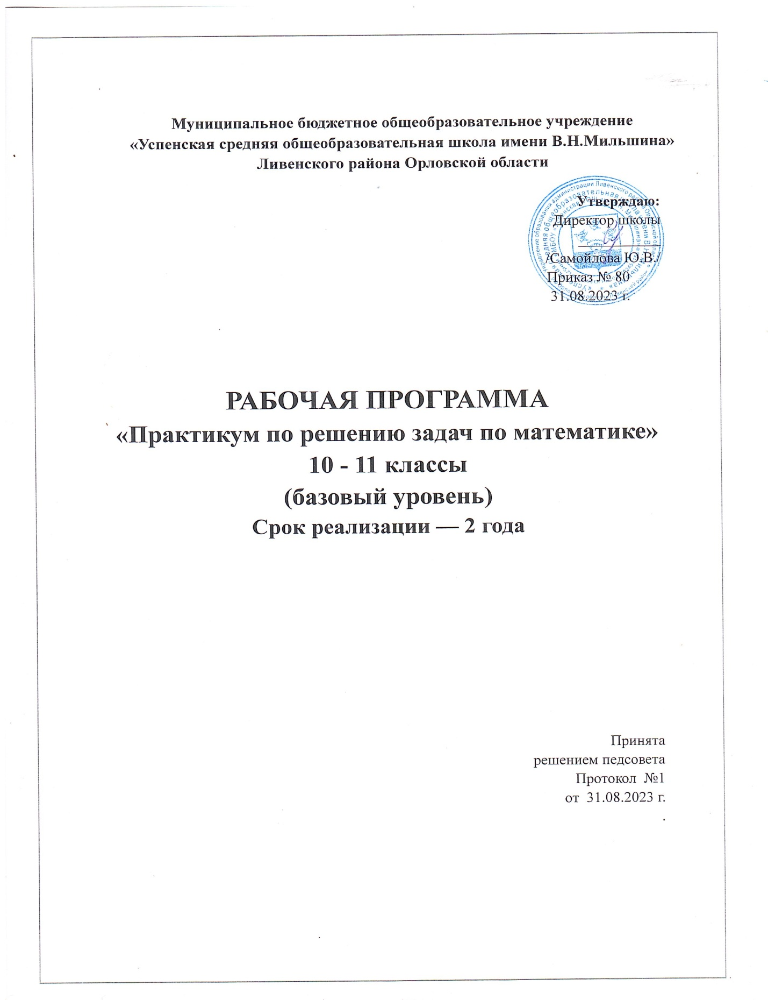 Муниципальное бюджетное общеобразовательное учреждение
«Успенская средняя общеобразовательная школа имени В.Н.Мильшина»
Ливенского района Орловской области
Утверждаю:
Директор школы
/Самойлова Ю.В./
Приказ № 80
31.08.2023 г.
РАБОЧАЯ ПРОГРАММА
«Практикум по решению задач по математике»
10 - 11 классы
(базовый уровень)
Срок реализации — 2 года
Принята
решением педсовета
Протокол №1
от 31.08.2023 г.
.